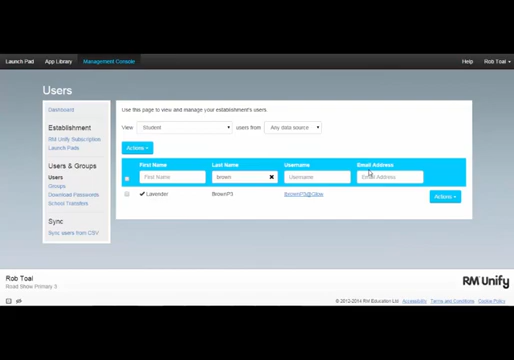 Launch Pad App Library Management Console Help Rob Toal
Users
Dashboard
Establishment
RM Unify Subscription
Launch Pads
Users & Groups
Users
Groups
Download Passwords
School Transfers
Sync
Sync users from CSV
Use this page to view and manage your establishment's users.
View Student users from Any data source
Actions
First Name Last Name Username Email Address
First Name brown Username Email Address
Lavender BrownP3 lbrownP3@Glow Actions
Rob Toal
Road Show Primary 3
RM Unify
© 2012-2014 RM Education Ltd Accessibility Terms and Conditions Cookie Policy